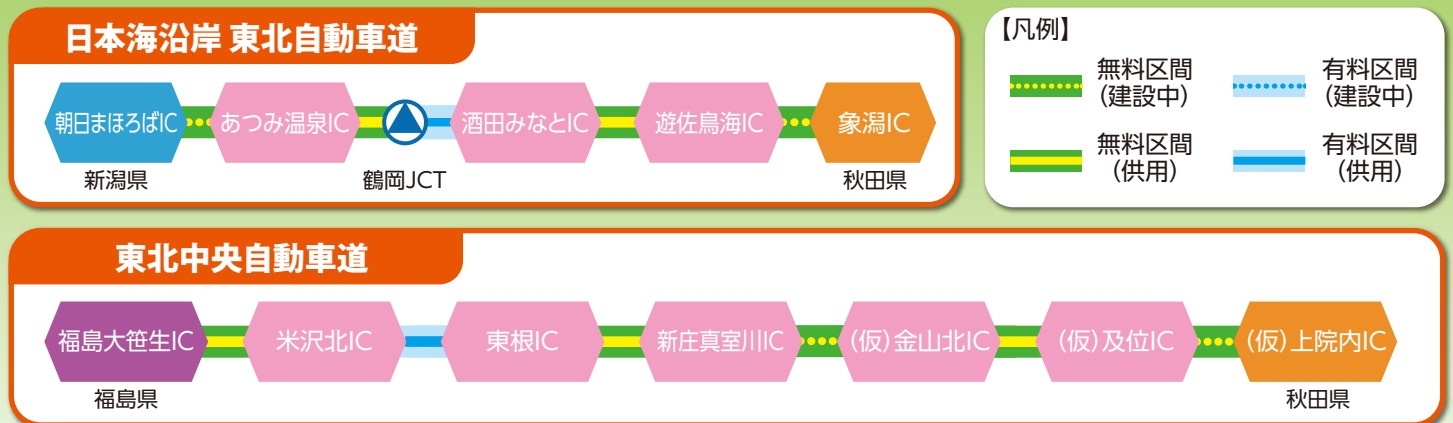 日本海沿岸 東北自動車道
朝日まほろばIC
あつみ温泉IC
酒田みなとIC
遊佐鳥海IC
象潟IC
新潟県
鶴岡JCT
秋田県
【凡例】
無料区間
(建設中)
有料区間
(建設中)
無料区間
(供用)
有料区間
(供用)
東北中央自動車道
福島大笹生IC
米沢北IC
東根IC
新庄真室川IC
(仮)金山北IC
(仮)及位IC
(仮)上院内IC
福島県
秋田県